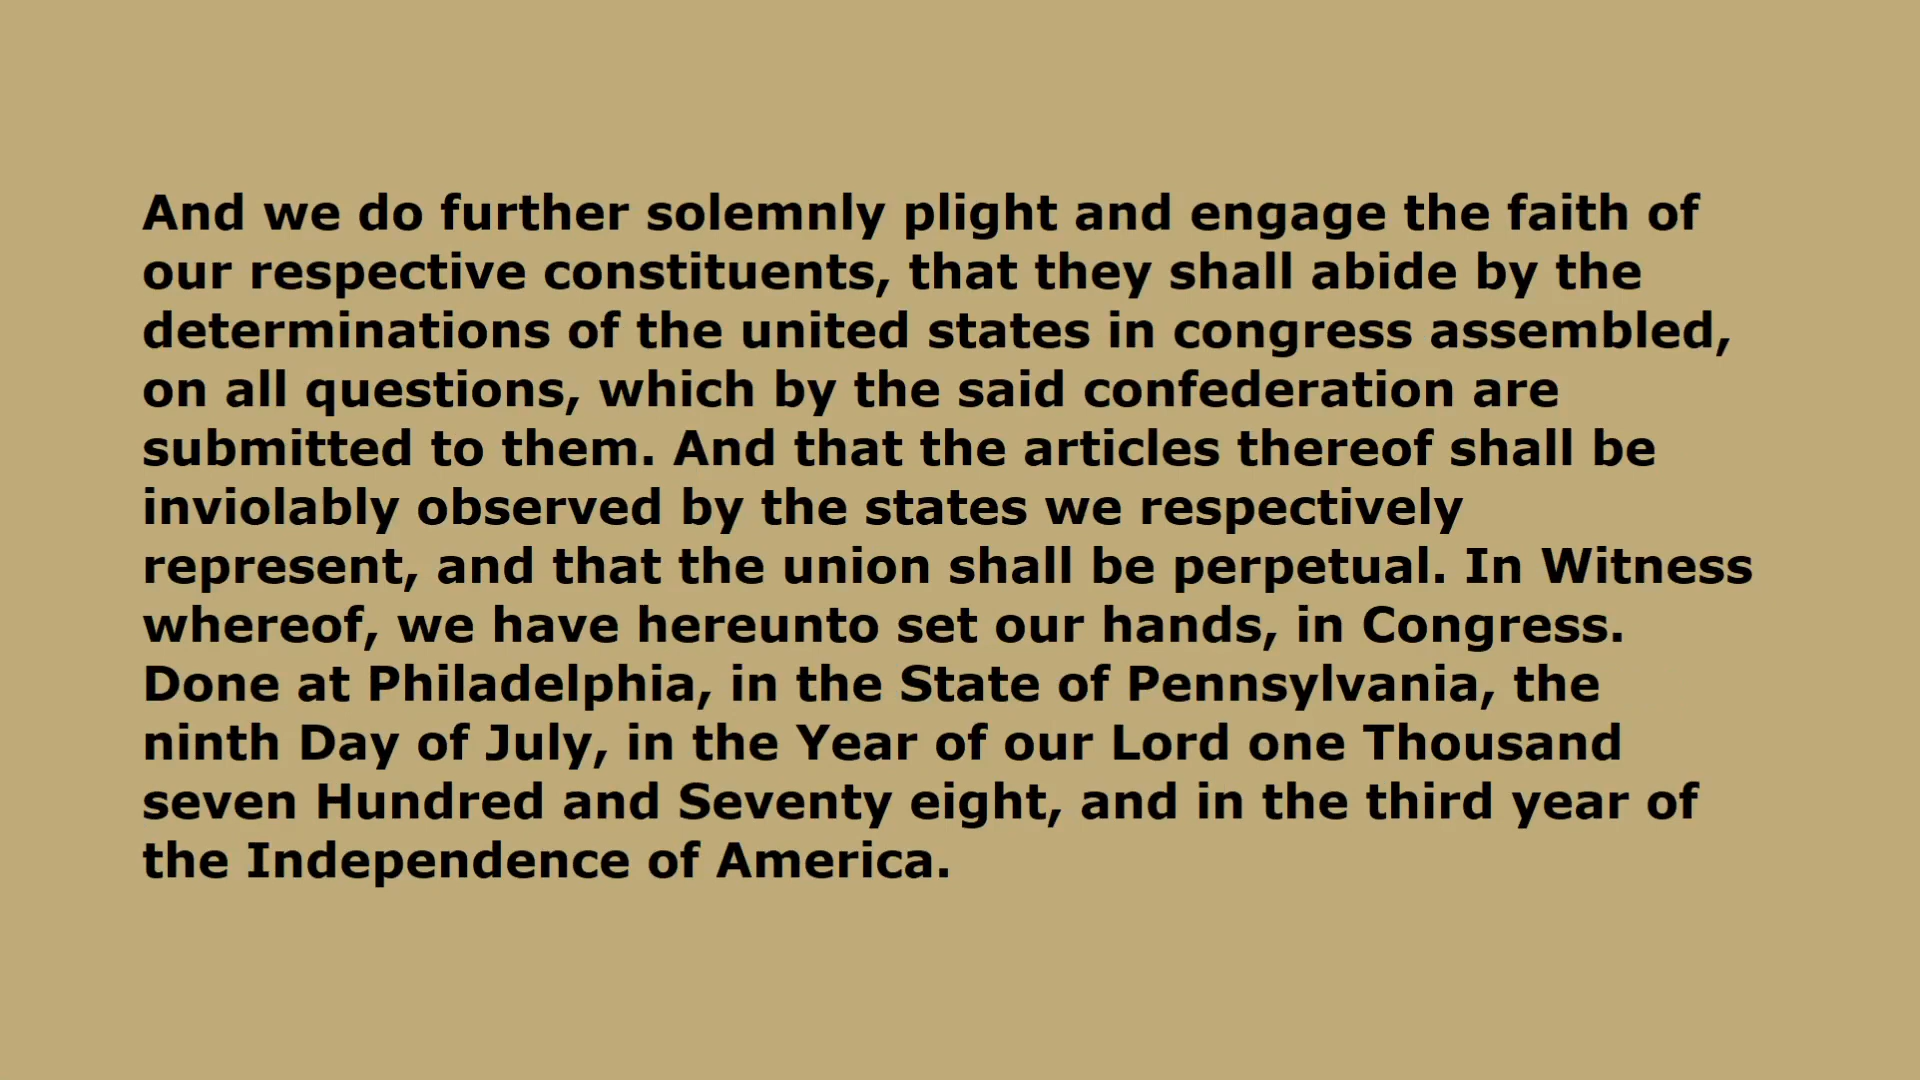 And we do further solemnly plight and engage the faith of
our respective constituents, that they shall abide by the
determinations of the united states in congress assembled,
on all questions, which by the said confederation are
submitted to them. And that the articles thereof shall be
inviolably observed by the states we respectively
represent, and that the union shall be perpetual. In Witness
whereof, we have hereunto set our hands, in Congress.
Done at Philadelphia, in the State of Pennsylvania, the
ninth Day of July, in the Year of our Lord one Thousand
seven Hundred and Seventy eight, and in the third year of
the Independence of America.